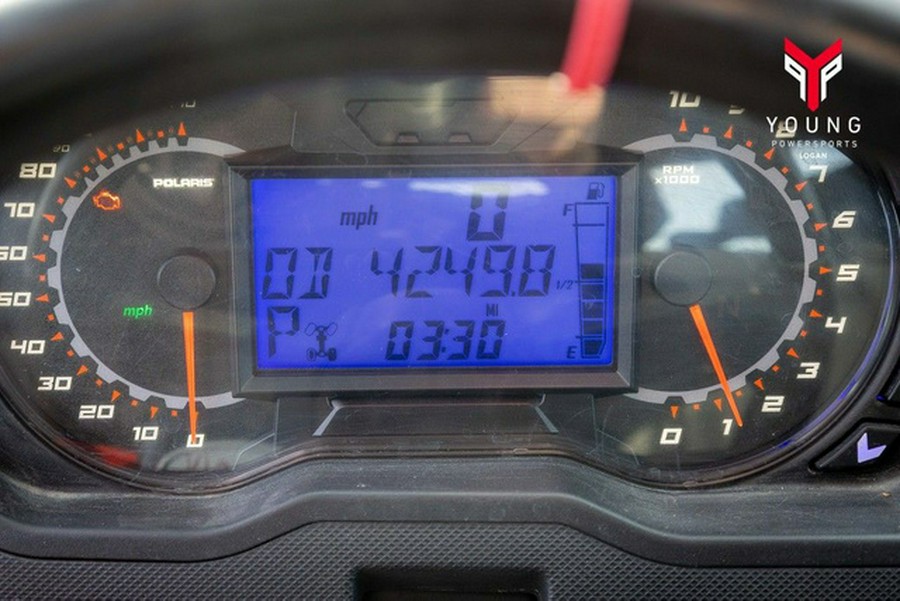 YOUNG
POWERSPORTS
LOGAN
POLARIS
mph
0 10 20 30 40 50 60 70 80 90
mph 0
OD 4249.8
MI
P 03:30
F
1/2
E
RPM
x1000
0 1 2 3 4 5 6 7 8 9 10